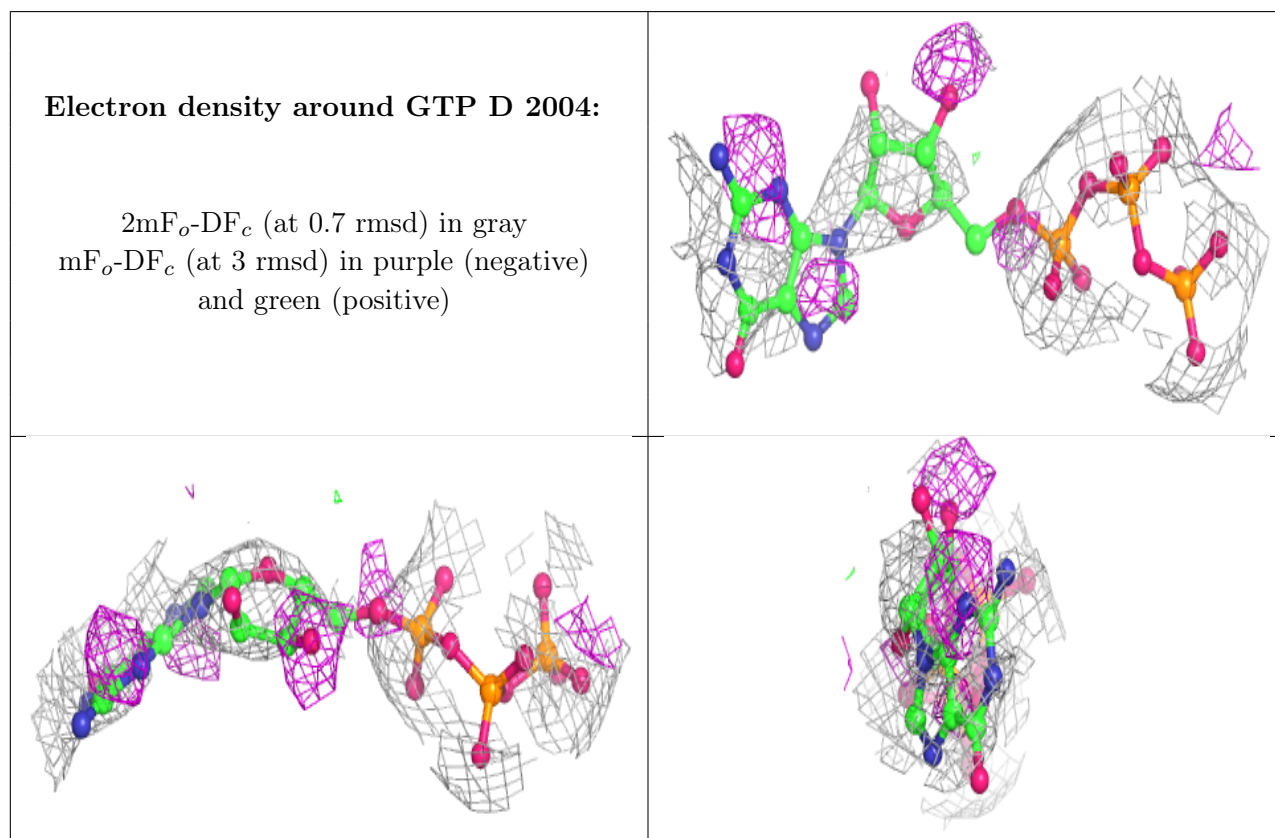 Electron density around GTP D 2004:
2mFo-DFc (at 0.7 rmsd) in gray
mFo-DFc (at 3 rmsd) in purple (negative)
and green (positive)